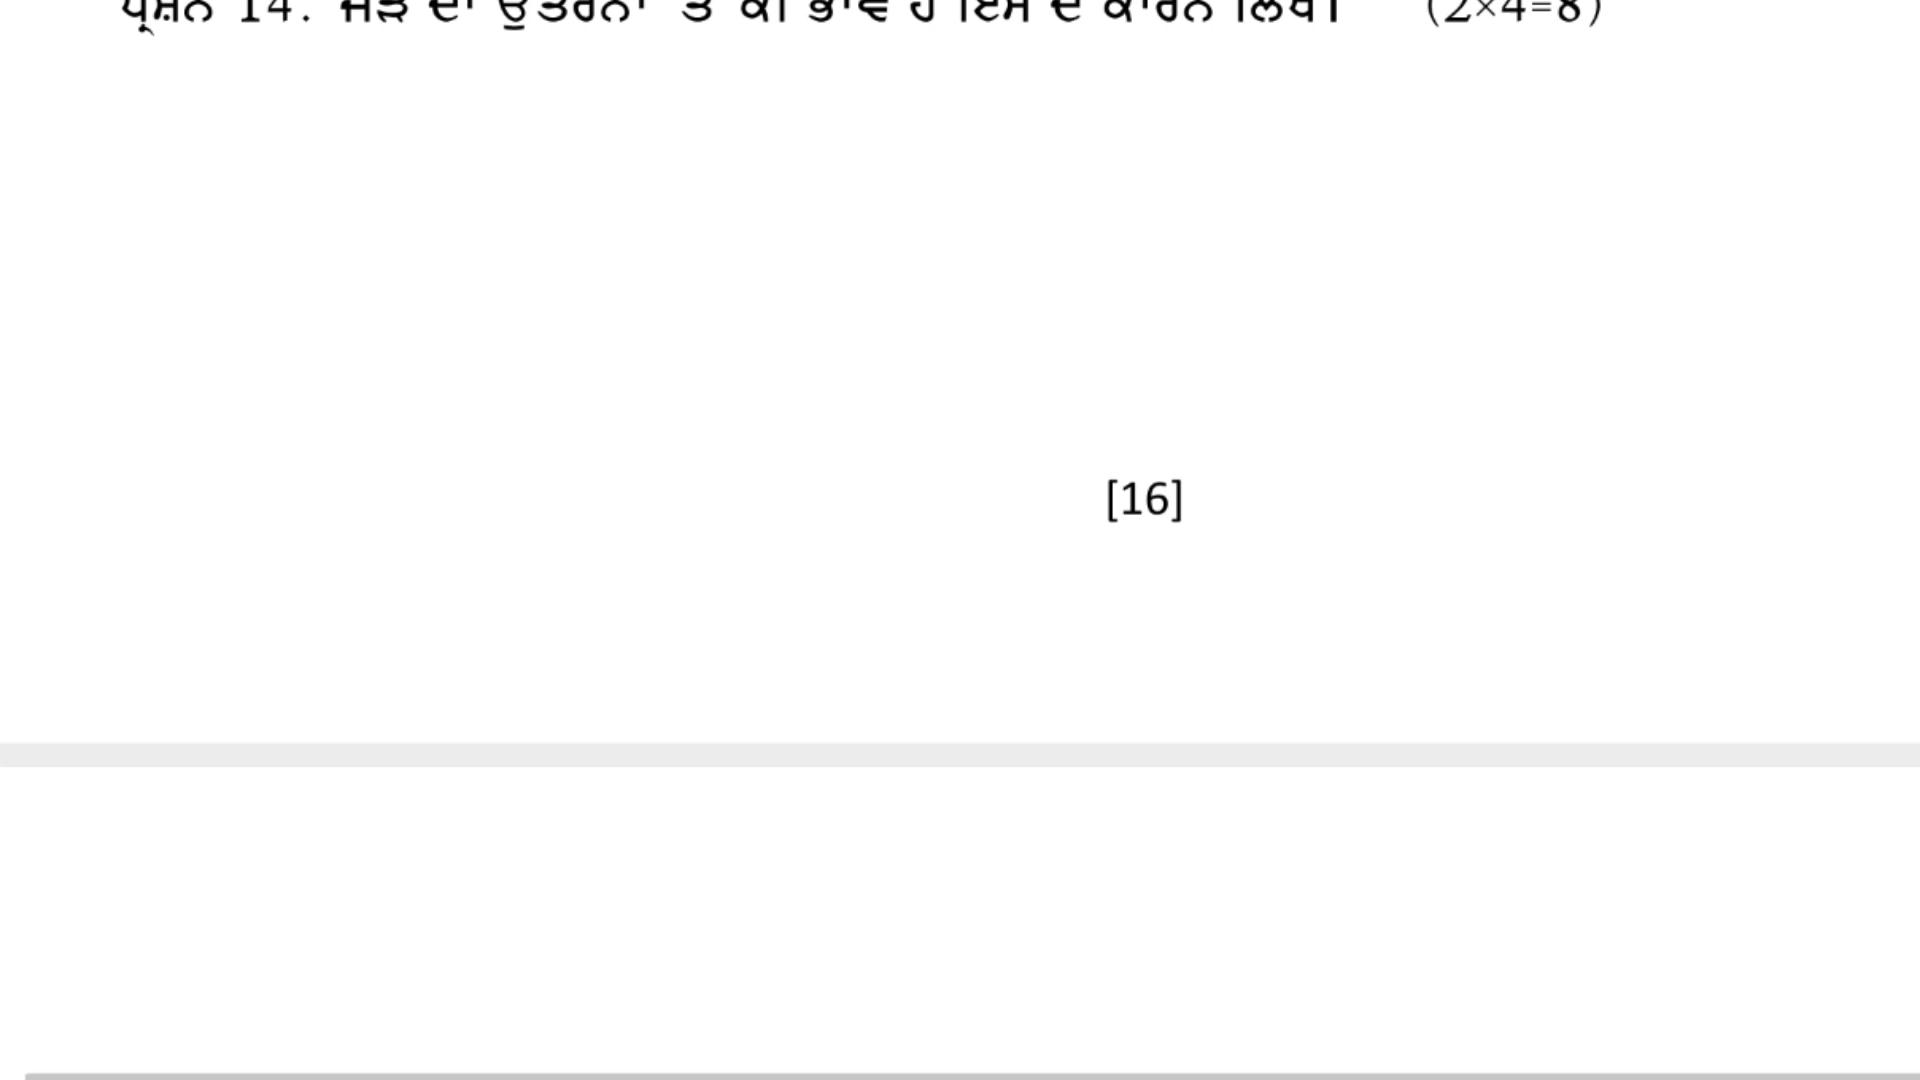 ਪ੍ਰਸ਼ਨ 14. ਜੋੜ ਦਾ ਉਤਰਨਾ ਤੋਂ ਕੀ ਭਾਵ ਹੈ ਇਸ ਦੇ ਕਾਰਨ ਲਿਖੋ। (2×4=8)
[16]